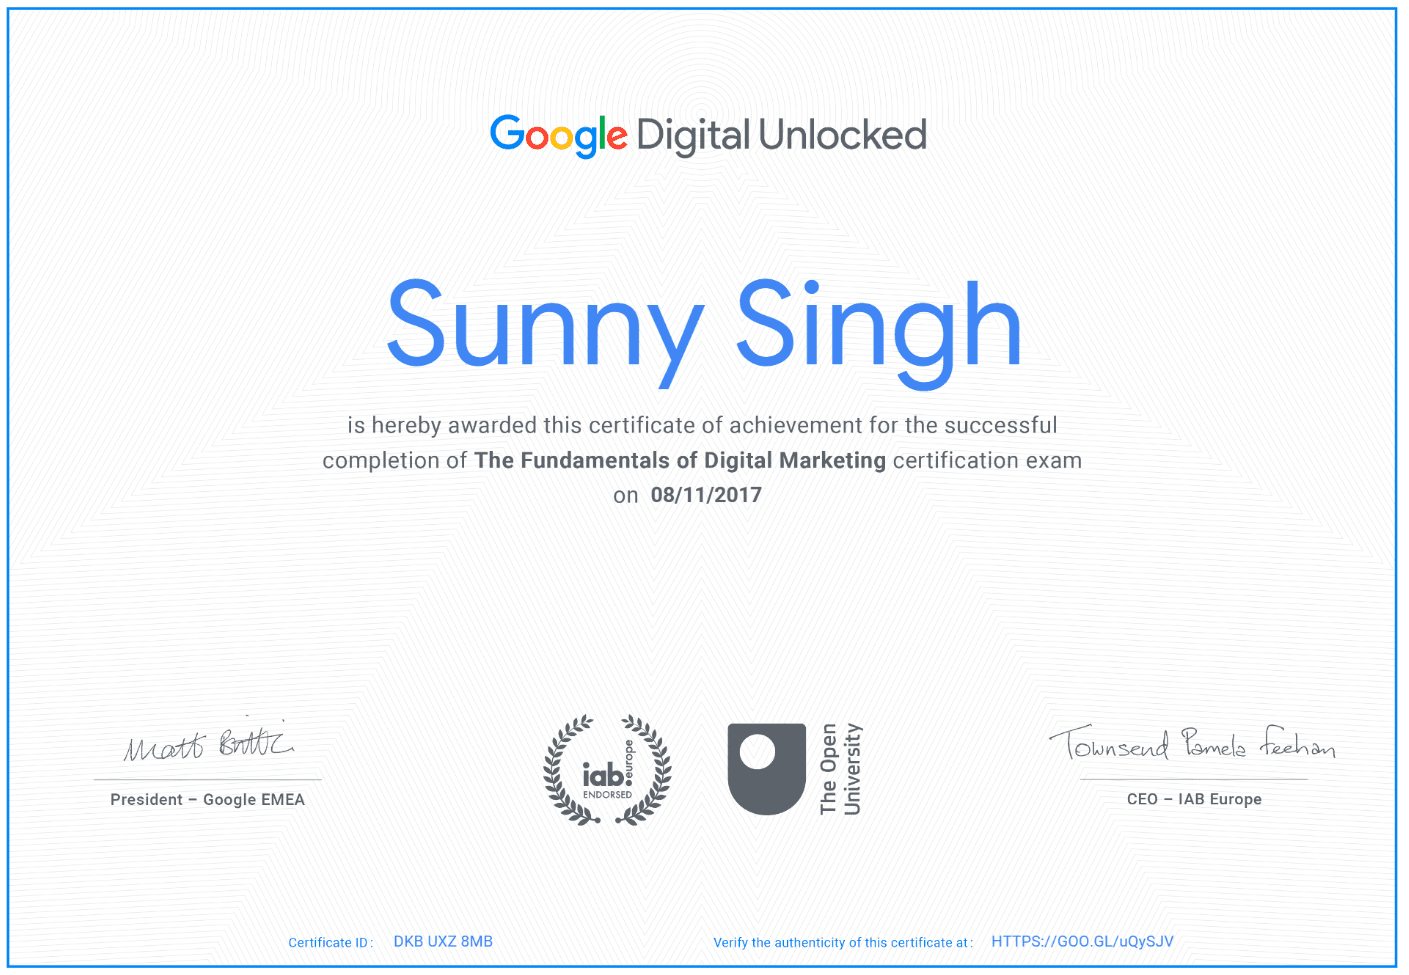 Google Digital Unlocked
Sunny Singh
is hereby awarded this certificate of achievement for the successful
completion of The Fundamentals of Digital Marketing certification exam
on 08/11/2017
Matt
Townsend Pamela Feehan
iab.europe
ENDORSED
The Open
University
President – Google EMEA
CEO – IAB Europe
Certificate ID : DKB UXZ 8MB
Verify the authenticity of this certificate at : HTTPS://GOO.GL/uQySJV